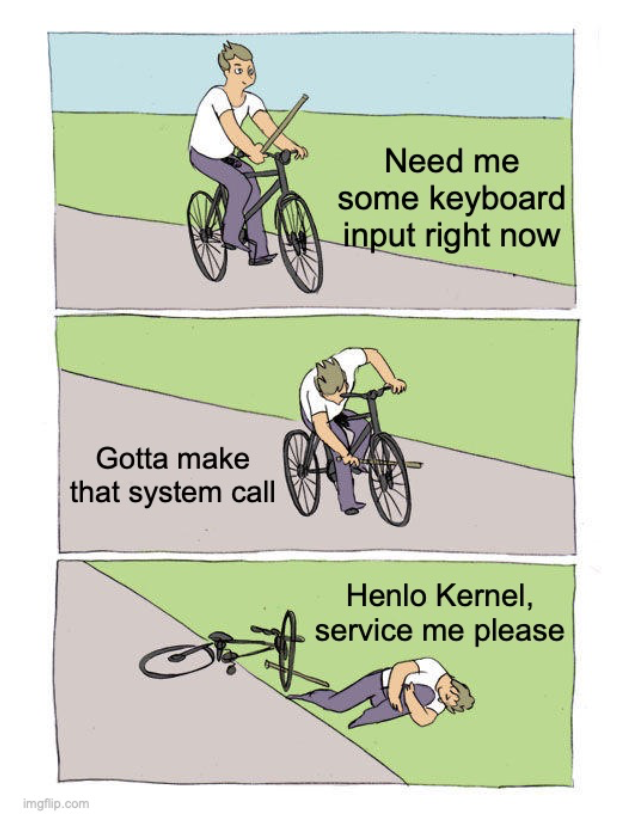 Need me
some keyboard
input right now
Gotta make
that system call
Henlo Kernel,
service me please
imgflip.com